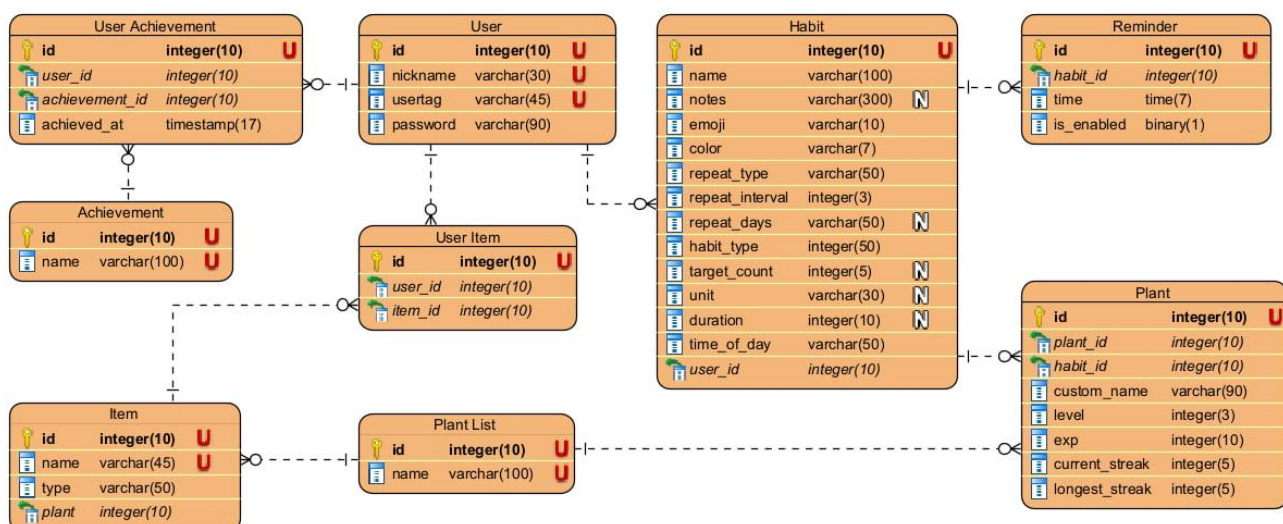 User Achievement
id integer(10) U
user_id integer(10)
achievement_id integer(10)
achieved_at timestamp(17)
User
id integer(10) U
nickname varchar(30) U
usertag varchar(45) U
password varchar(90)
Habit
id integer(10) U
name varchar(100)
notes varchar(300) N
emoji varchar(10)
color varchar(7)
repeat_type varchar(50)
repeat_interval integer(3)
repeat_days varchar(50) N
habit_type integer(50)
target_count integer(5) N
unit varchar(30) N
duration integer(10) N
time_of_day varchar(50)
user_id integer(10)
Reminder
id integer(10) U
habit_id integer(10)
time time(7)
is_enabled binary(1)
Achievement
id integer(10) U
name varchar(100) U
User Item
id integer(10) U
user_id integer(10)
item_id integer(10)
Plant
id integer(10) U
plant_id integer(10)
habit_id integer(10)
custom_name varchar(90)
level integer(3)
exp integer(10)
current_streak integer(5)
longest_streak integer(5)
Item
id integer(10) U
name varchar(45) U
type varchar(50)
plant integer(10)
Plant List
id integer(10) U
name varchar(100) U